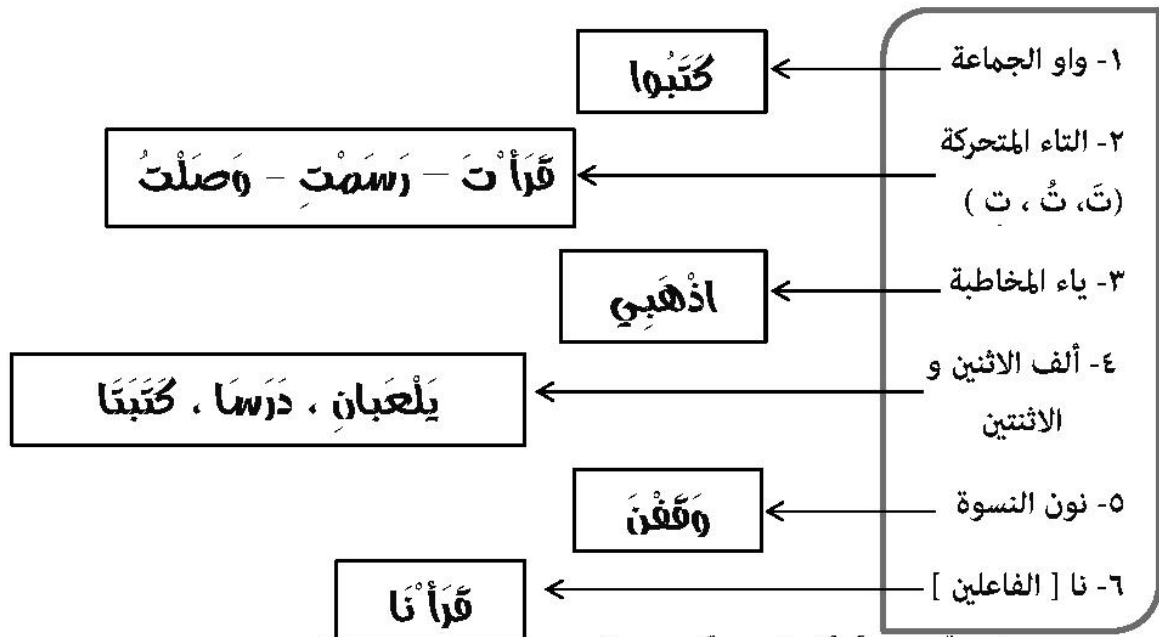 ١- واو الجماعة
كَتَبُوا
٢- التاء المتحركة
(تَ، تُ ، تِ )
قَرَأْتَ – رَسَمْتِ – وَصَلْتُ
٣- ياء المخاطبة
اذْهَبِي
٤- ألف الاثنين و
الاثنتين
يَلْعَبانِ ، دَرَسَا ، كَتَبَتَا
٥- نون النسوة
وَقَفْنَ
٦- نا [ الفاعلين ]
قَرَأْنَا